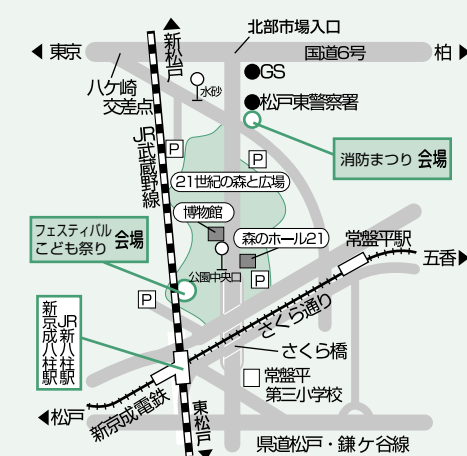 北部市場入口
東京
新松戸
国道6号
柏
八ケ崎
交差点
水砂
GS
松戸東警察署
JR武蔵野線
P
P
消防まつり 会場
21世紀の森と広場
博物館
フェスティバル
こども祭り 会場
森のホール21
常盤平駅
五香
公園中央口
P
P
さくら通り
JR新八柱駅
新京成八柱駅
さくら橋
常盤平
第三小学校
松戸
新京成電鉄
東松戸
県道松戸・鎌ケ谷線